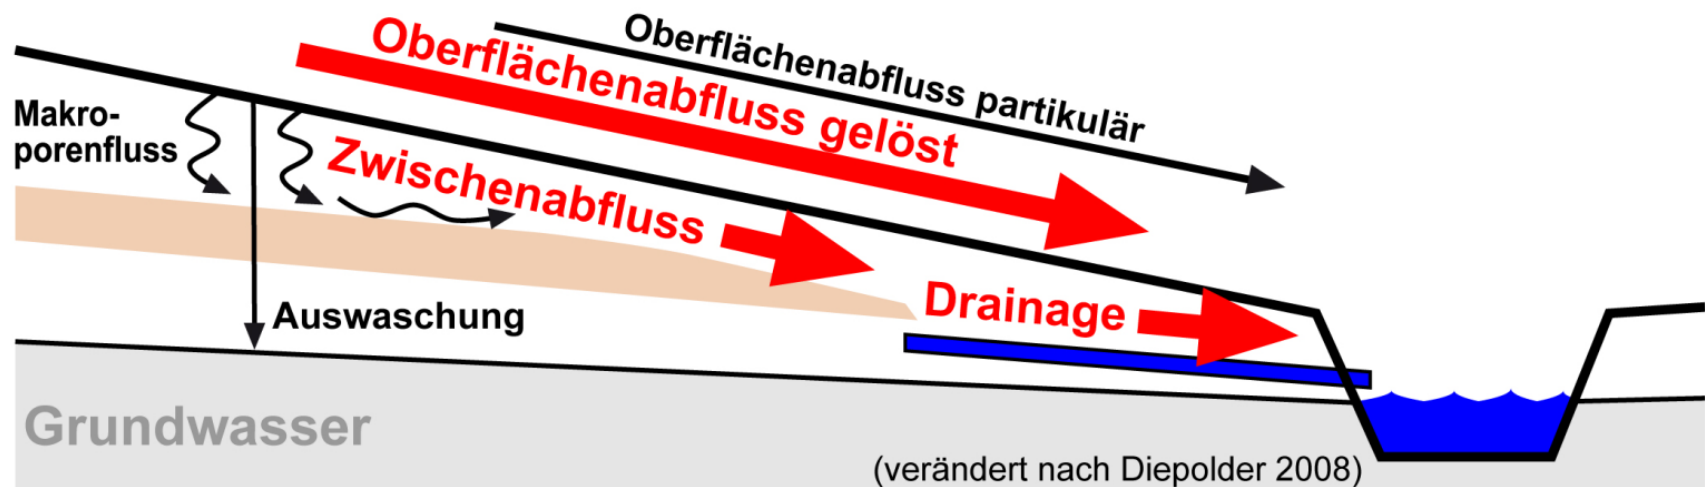 Oberflächenabfluss partikulär
Oberflächenabfluss gelöst
Makro-
porenfluss
Zwischenabfluss
Drainage
Auswaschung
Grundwasser
(verändert nach Diepolder 2008)